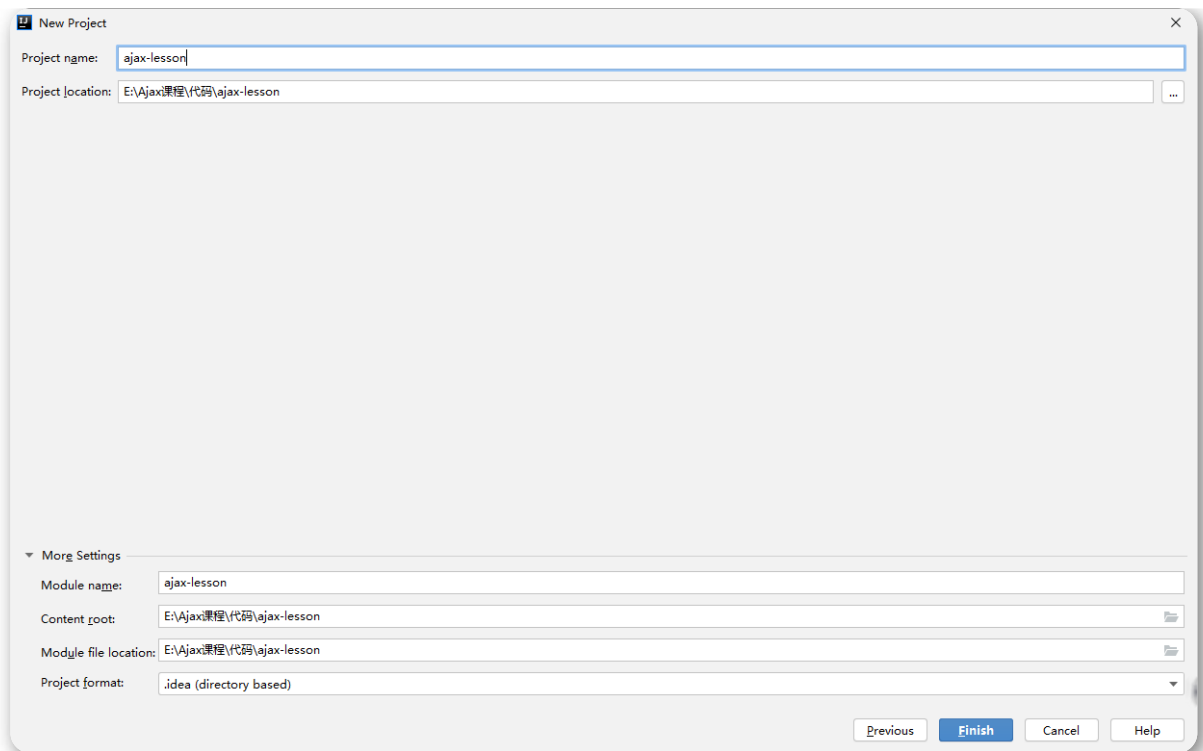 New Project
Project name: ajax-lesson
Project location: E:\Ajax课程\代码\ajax-lesson ...
More Settings
Module name: ajax-lesson
Content root: E:\Ajax课程\代码\ajax-lesson
Module file location: E:\Ajax课程\代码\ajax-lesson
Project format: .idea (directory based)
Previous Finish Cancel Help